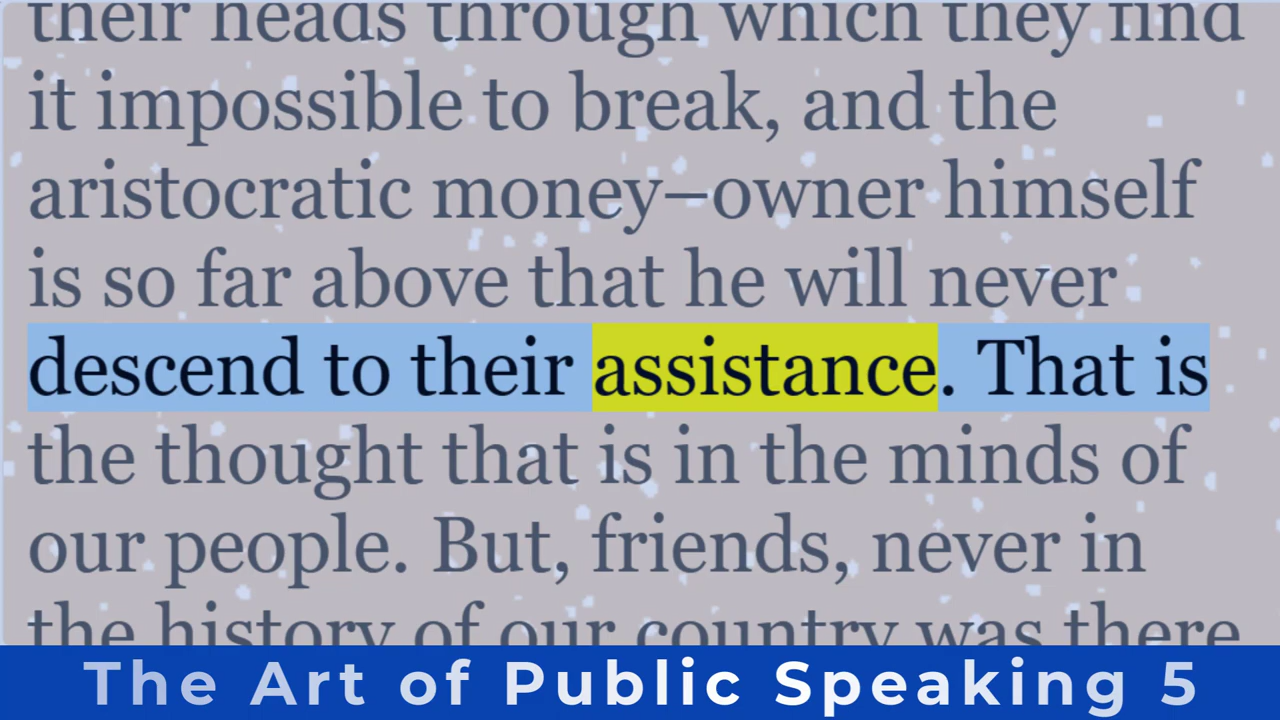 their heads through which they find
it impossible to break, and the
aristocratic money–owner himself
is so far above that he will never
descend to their assistance. That is
the thought that is in the minds of
our people. But, friends, never in
the history of our country was there
The Art of Public Speaking 5